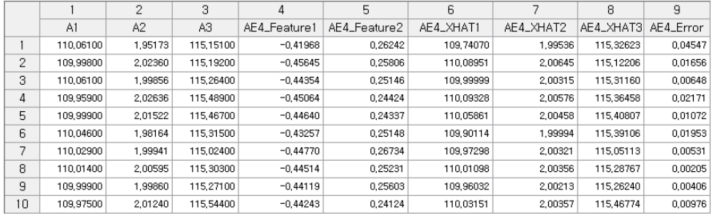 1 2 3 4 5 6 7 8 9
A1 A2 A3 AE4_Feature1 AE4_Feature2 AE4_XHAT1 AE4_XHAT2 AE4_XHAT3 AE4_Error
1 110,06100 1,95173 115,15100 -0,41968 0,26242 109,74070 1,99536 115,32623 0,04547
2 109,99800 2,02360 115,19200 -0,45645 0,25806 110,08951 2,00645 115,12206 0,01656
3 110,06100 1,99856 115,26400 -0,44354 0,25146 109,99999 2,00315 115,31160 0,00648
4 109,95900 2,02636 115,48900 -0,45064 0,24424 110,09328 2,00576 115,36458 0,02171
5 109,99900 2,01522 115,46700 -0,44640 0,24337 110,05861 2,00458 115,40807 0,01072
6 110,04600 1,98164 115,31500 -0,43257 0,25148 109,90114 1,99994 115,39106 0,01953
7 110,02900 1,99941 115,02400 -0,44770 0,26734 109,97298 2,00321 115,05113 0,00531
8 110,01400 2,00595 115,30300 -0,44514 0,25231 110,01098 2,00356 115,28767 0,00205
9 109,99900 1,99860 115,27100 -0,44119 0,25603 109,96032 2,00213 115,26240 0,00406
10 109,97500 2,01240 115,54400 -0,44243 0,24124 110,03151 2,00357 115,46774 0,00976